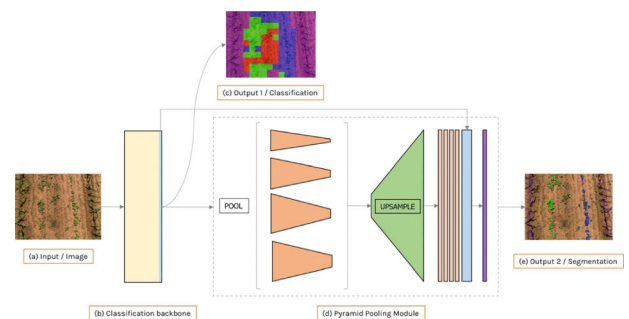 (c) Output 1 / Classification
POOL
UPSAMPLE
(a) Input / Image
(e) Output 2 / Segmentation
(b) Classification backbone
(d) Pyramid Pooling Module